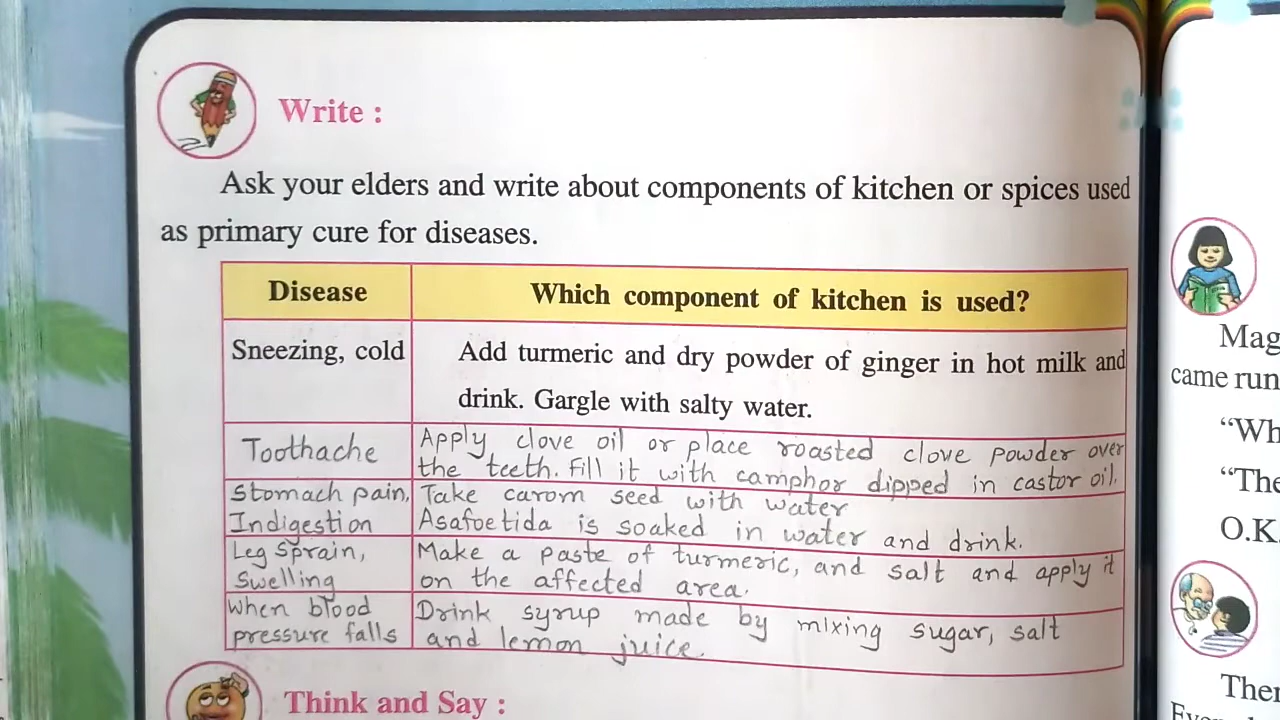 Write :
Ask your elders and write about components of kitchen or spices used
as primary cure for diseases.
Disease
Which component of kitchen is used?
Sneezing, cold
Add turmeric and dry powder of ginger in hot milk and
drink. Gargle with salty water.
Toothache
Apply clove oil or place roasted clove powder over
the teeth. Fill it with camphor dipped in castor oil.
Stomach pain,
Indigestion
Take carom seed with water
Asafoetida is soaked in water and drink.
Leg Sprain,
Swelling
Make a paste of turmeric, and salt and apply it
on the affected area.
When blood
pressure falls
Drink syrup made by mixing sugar, salt
and lemon juice.
Think and Say :
Mag
came run
“Wh
“The
O.K.
Ther